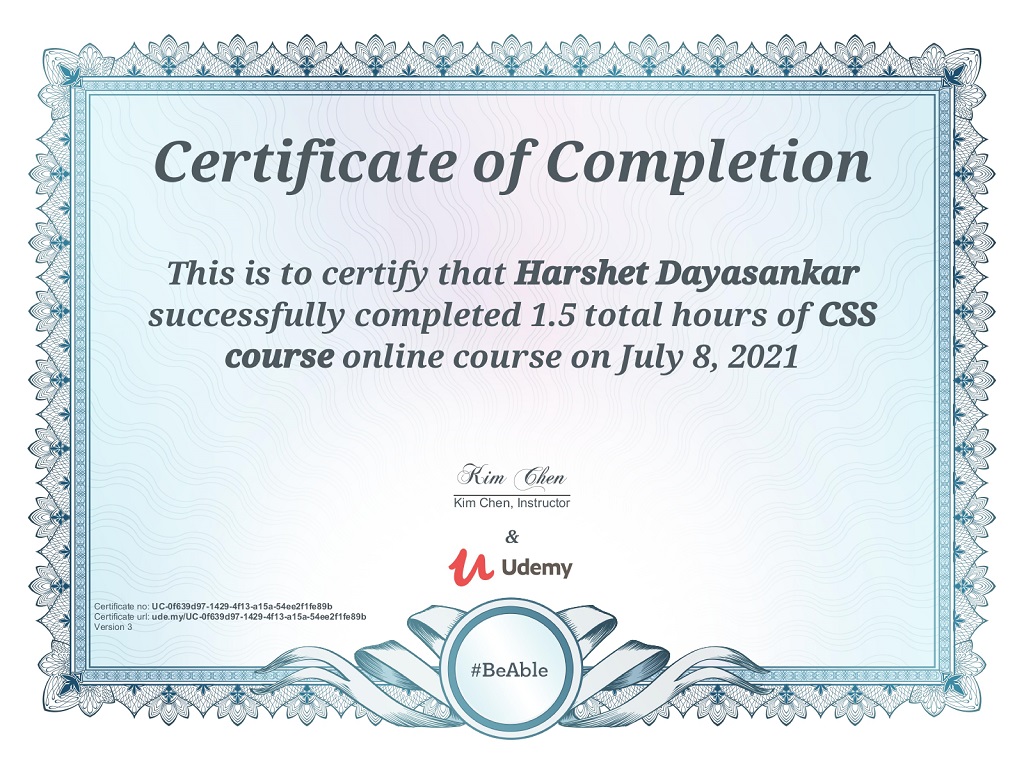 Certificate of Completion
This is to certify that Harshet Dayasankar
successfully completed 1.5 total hours of CSS
course online course on July 8, 2021
Kim Chen
Kim Chen, Instructor
&
Udemy
Certificate no: UC-0f639d97-1429-4f13-a15a-54ee2f1fe89b
Certificate url: ude.my/UC-0f639d97-1429-4f13-a15a-54ee2f1fe89b
Version 3
#BeAble